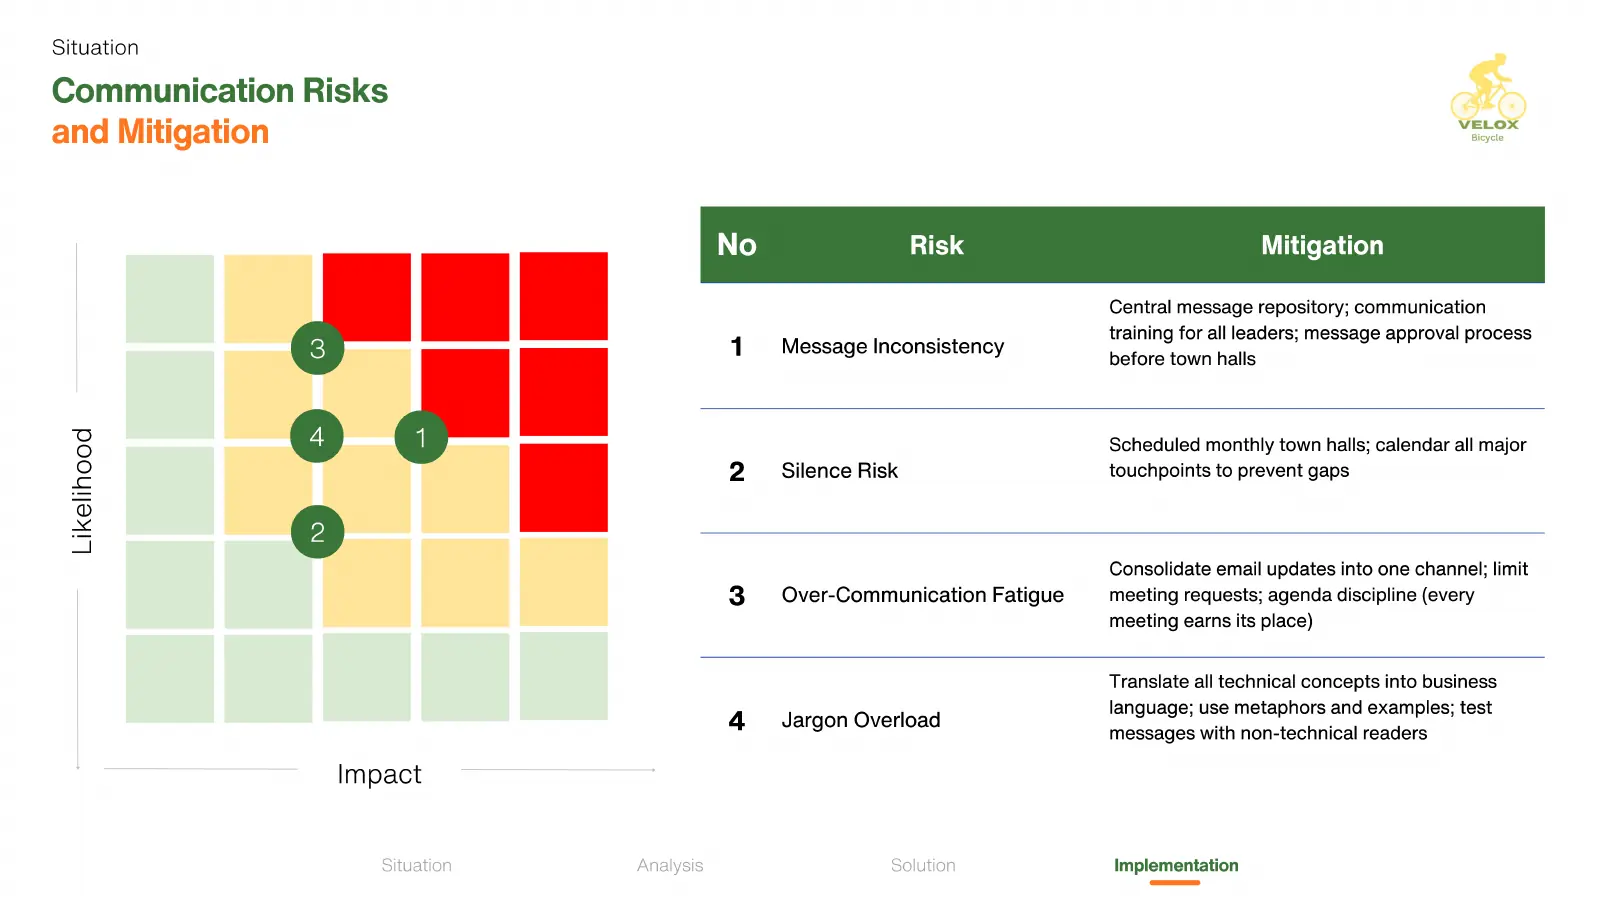 Situation
Communication Risks
and Mitigation
VELOX
Bicycle
Likelihood
3
4
1
2
Impact
No Risk Mitigation
1 Message Inconsistency
Central message repository; communication
training for all leaders; message approval process
before town halls
2 Silence Risk
Scheduled monthly town halls; calendar all major
touchpoints to prevent gaps
3 Over-Communication Fatigue
Consolidate email updates into one channel; limit
meeting requests; agenda discipline (every
meeting earns its place)
4 Jargon Overload
Translate all technical concepts into business
language; use metaphors and examples; test
messages with non-technical readers
Situation Analysis Solution Implementation